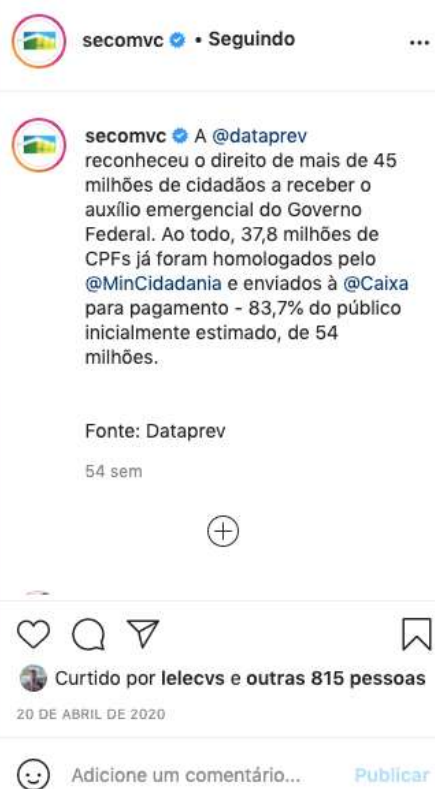 secomvc • Seguindo
secomvc A @dataprev
reconheceu o direito de mais de 45
milhões de cidadãos a receber o
auxílio emergencial do Governo
Federal. Ao todo, 37,8 milhões de
CPFs já foram homologados pelo
@MinCidadania e enviados à @Caixa
para pagamento - 83,7% do público
inicialmente estimado, de 54
milhões.
Fonte: Dataprev
54 sem
Curtido por lelecvs e outras 815 pessoas
20 DE ABRIL DE 2020
Adicione um comentário... Publicar